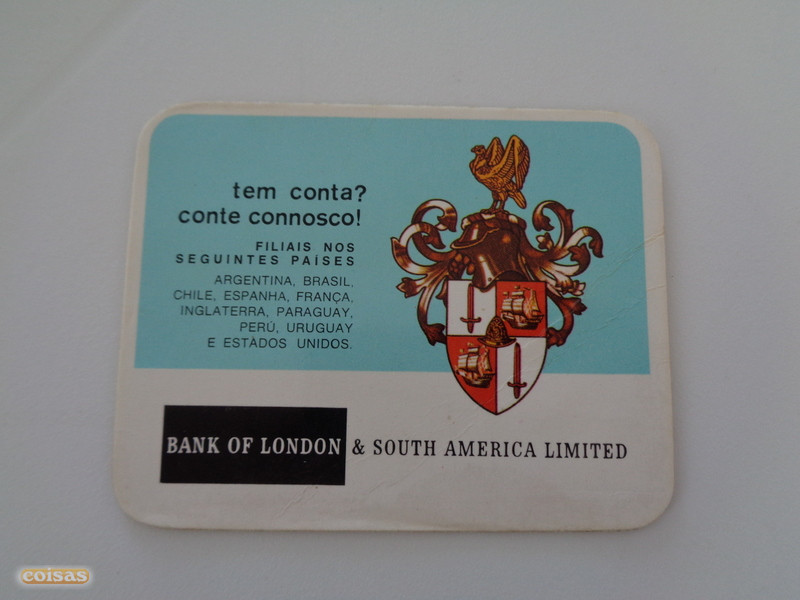 tem conta?
conte connosco!
FILIAIS NOS
SEGUINTES PAÍSES
ARGENTINA, BRASIL,
CHILE, ESPANHA, FRANÇA,
INGLATERRA, PARAGUAY,
PERÚ, URUGUAY
E ESTADOS UNIDOS.
BANK OF LONDON & SOUTH AMERICA LIMITED
coisas